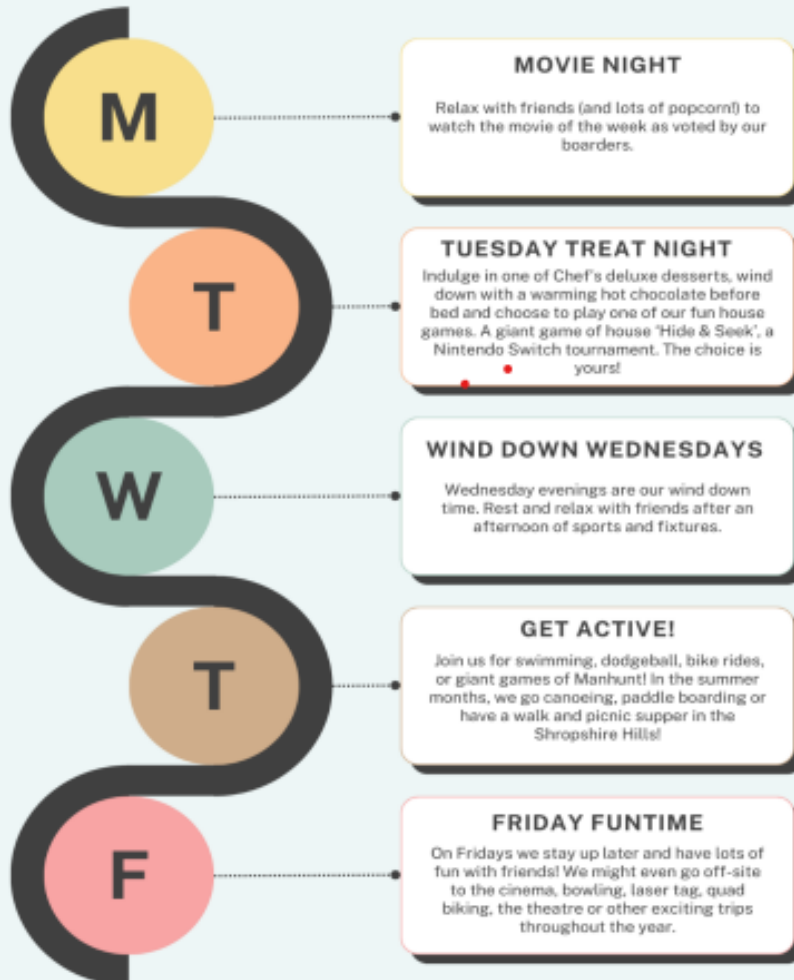 M
MOVIE NIGHT
Relax with friends (and lots of popcorn!) to
watch the movie of the week as voted by our
boarders.
T
TUESDAY TREAT NIGHT
Indulge in one of Chef's deluxe desserts, wind
down with a warming hot chocolate before
bed and choose to play one of our fun house
games. A giant game of house 'Hide & Seek', a
Nintendo Switch tournament. The choice is
yours!
W
WIND DOWN WEDNESDAYS
Wednesday evenings are our wind down
time. Rest and relax with friends after an
afternoon of sports and fixtures.
T
GET ACTIVE!
Join us for swimming, dodgeball, bike rides,
or giant games of Manhunt! In the summer
months, we go canoeing, paddle boarding or
have a walk and picnic supper in the
Shropshire Hills!
F
FRIDAY FUNTIME
On Fridays we stay up later and have lots of
fun with friends! We might even go off-site
to the cinema, bowling, laser tag, quad
biking, the theatre or other exciting trips
throughout the year.